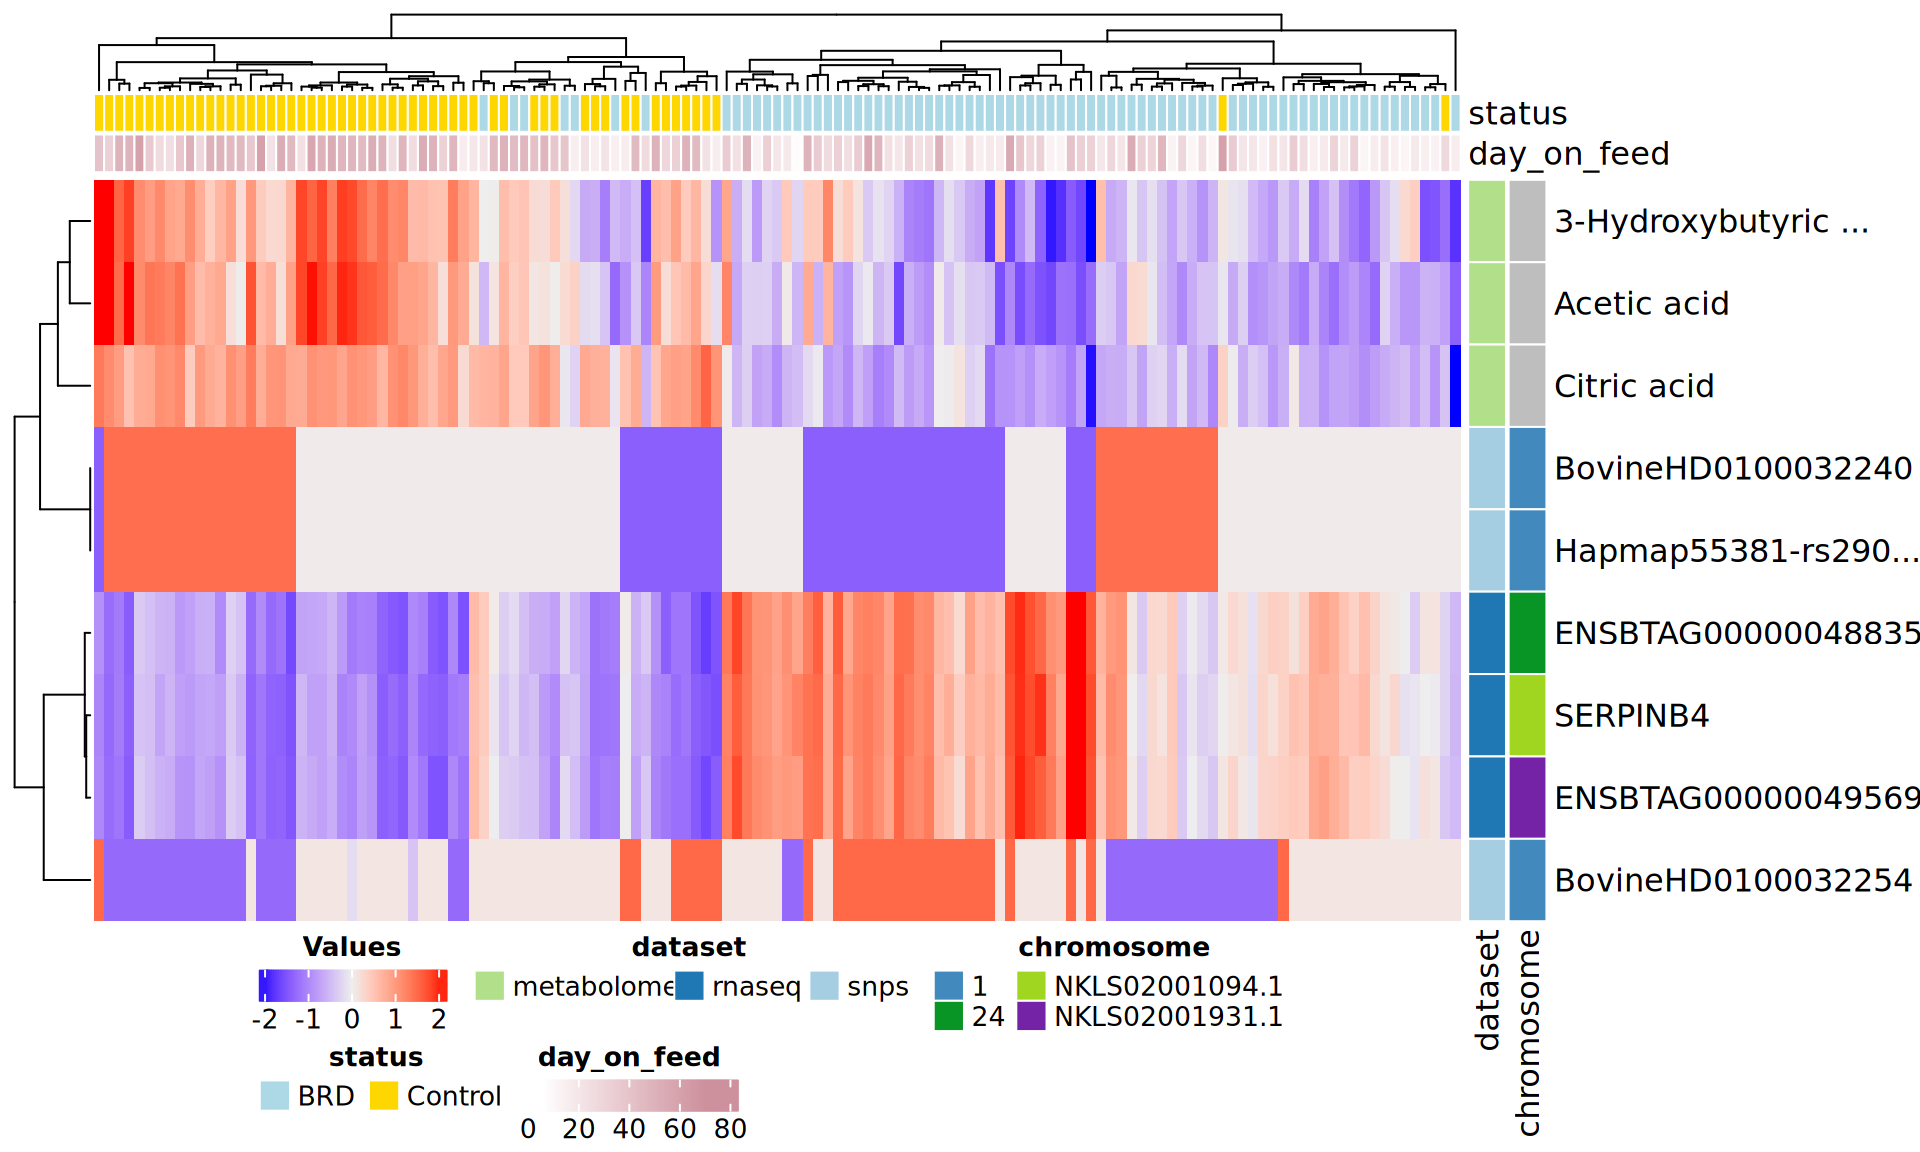 status
day_on_feed
3-Hydroxybutyric ...
Acetic acid
Citric acid
BovineHD0100032240
Hapmap55381-rs290...
ENSBTAG00000048835
SERPINB4
ENSBTAG00000049569
BovineHD0100032254
dataset
chromosome
Values
-2 -1 0 1 2
dataset
metabolome rnaseq snps
chromosome
1 NKLS02001094.1
24 NKLS02001931.1
status
BRD Control
day_on_feed
0 20 40 60 80